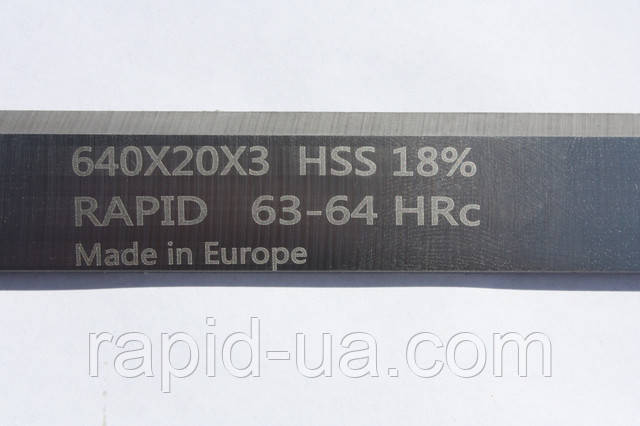 640X20X3 HSS 18%
RAPID 63-64 HRc
Made in Europe
rapid-ua.com